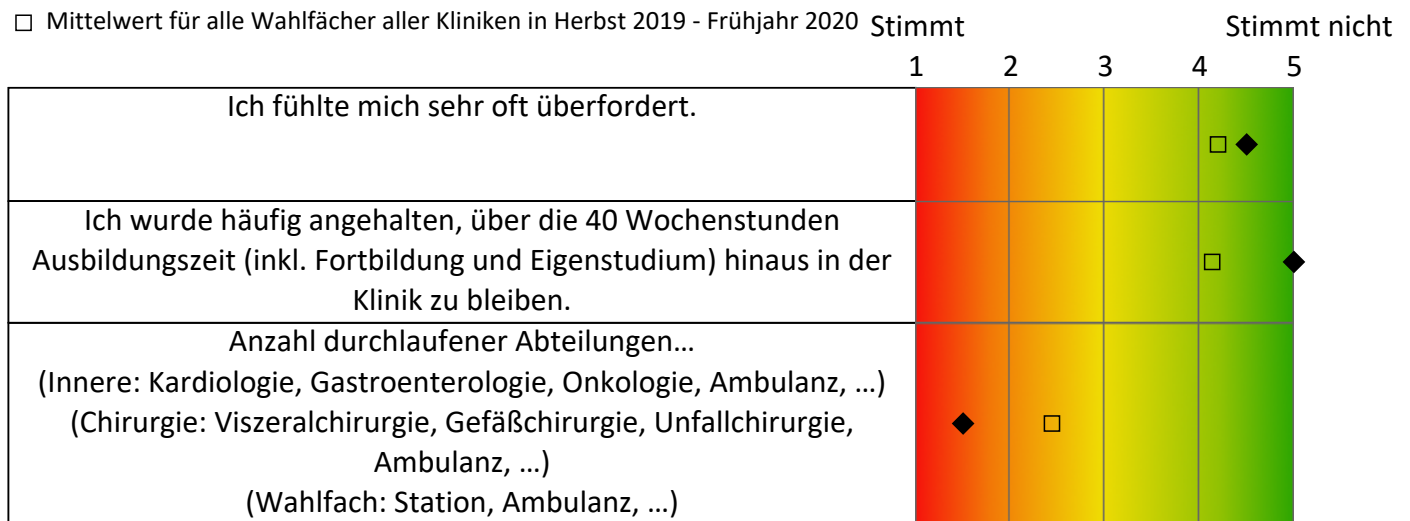 □ Mittelwert für alle Wahlfächer aller Kliniken in Herbst 2019 - Frühjahr 2020 Stimmt Stimmt nicht
1 2 3 4 5
Ich fühlte mich sehr oft überfordert.
Ich wurde häufig angehalten, über die 40 Wochenstunden
Ausbildungszeit (inkl. Fortbildung und Eigenstudium) hinaus in der
Klinik zu bleiben.
Anzahl durchlaufener Abteilungen…
(Innere: Kardiologie, Gastroenterologie, Onkologie, Ambulanz, …)
(Chirurgie: Viszeralchirurgie, Gefäßchirurgie, Unfallchirurgie,
Ambulanz, …)
(Wahlfach: Station, Ambulanz, …)